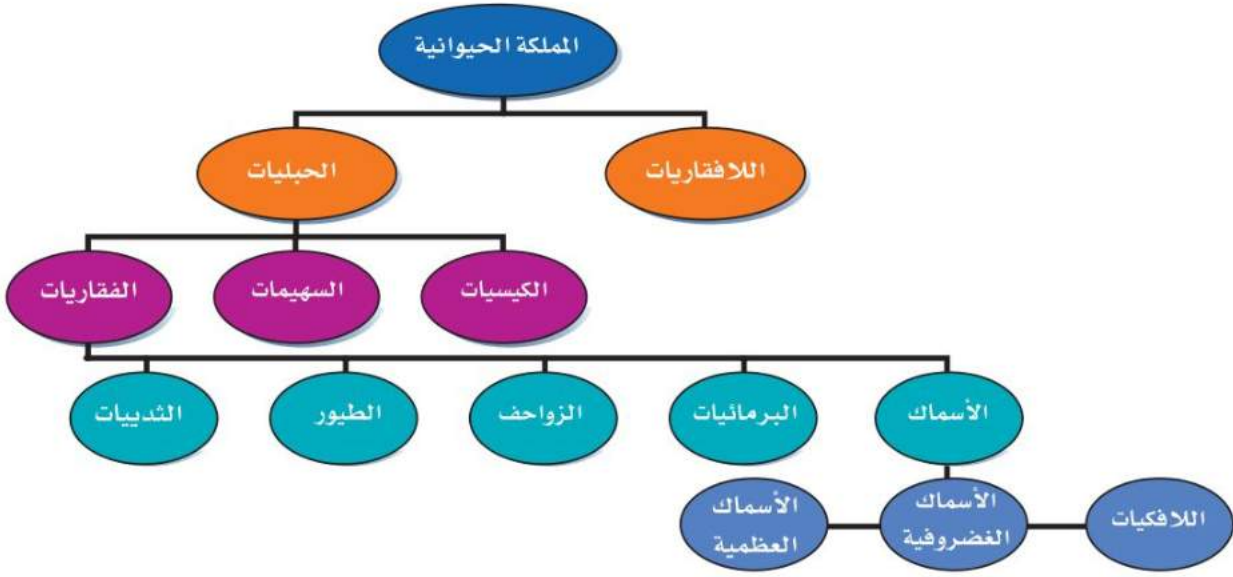 المملكة الحيوانية
اللافقاريات
الحبليات
الكيسيات
السهيمات
الفقاريات
الأسماك
البرمائيات
الزواحف
الطيور
الثدييات
اللافكيات
الأسماك
الغضروفية
الأسماك
العظمية